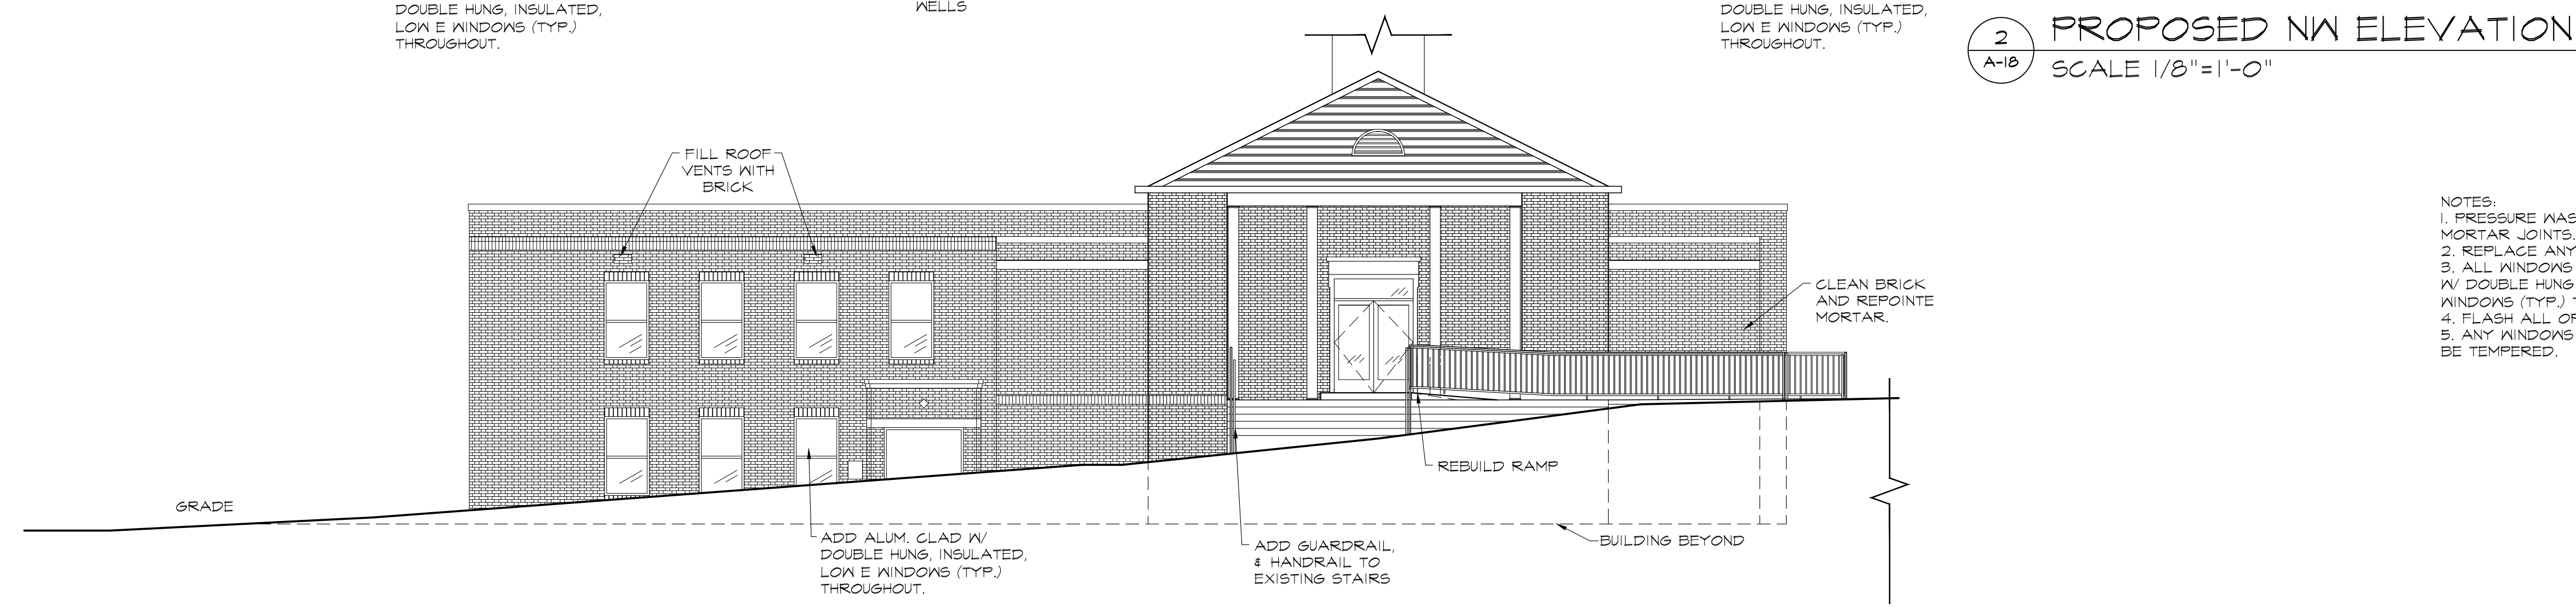 DOUBLE HUNG, INSULATED,
LOW E WINDOWS (TYP.)
THROUGHOUT.
WELLS
DOUBLE HUNG, INSULATED,
LOW E WINDOWS (TYP.)
THROUGHOUT.
2
A-18
PROPOSED NW ELEVATION
SCALE 1/8"=1'-0"
FILL ROOF
VENTS WITH
BRICK
NOTES:
1. PRESSURE WAS
MORTAR JOINTS.
2. REPLACE ANY
3. ALL WINDOWS
W/ DOUBLE HUNG
WINDOWS (TYP.) T
4. FLASH ALL OP
5. ANY WINDOWS
BE TEMPERED.
CLEAN BRICK
AND REPOINTE
MORTAR.
REBUILD RAMP
GRADE
ADD ALUM. CLAD W/
DOUBLE HUNG, INSULATED,
LOW E WINDOWS (TYP.)
THROUGHOUT.
ADD GUARDRAIL,
& HANDRAIL TO
EXISTING STAIRS
BUILDING BEYOND